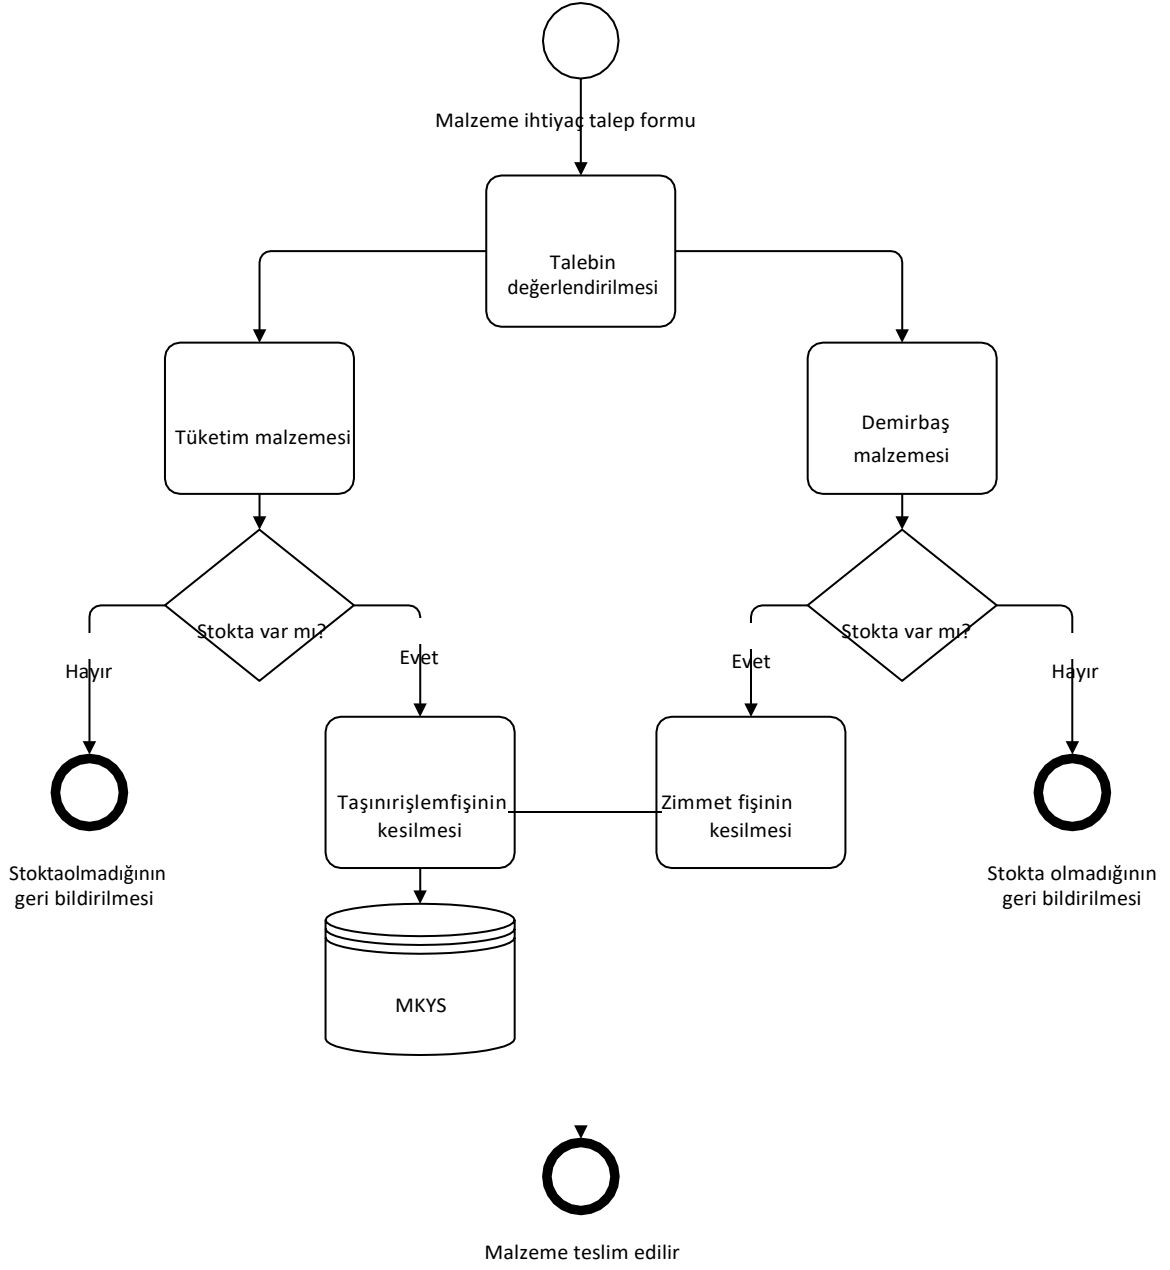 Malzeme ihtiyaç talep formu
Talebin
değerlendirilmesi
Tüketim malzemesi
Demirbaş
malzemesi
Stokta var mı?
Stokta var mı?
Hayır
Evet
Evet
Hayır
Taşınırişlemfişinin
kesilmesi
Zimmet fişinin
kesilmesi
Stoktaolmadığının
geri bildirilmesi
Stokta olmadığının
geri bildirilmesi
MKYS
Malzeme teslim edilir